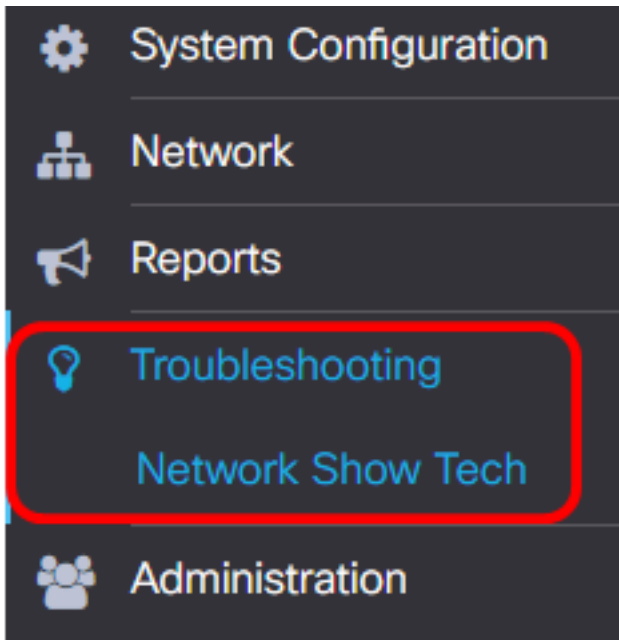 System Configuration
Network
Reports
Troubleshooting
Network Show Tech
Administration